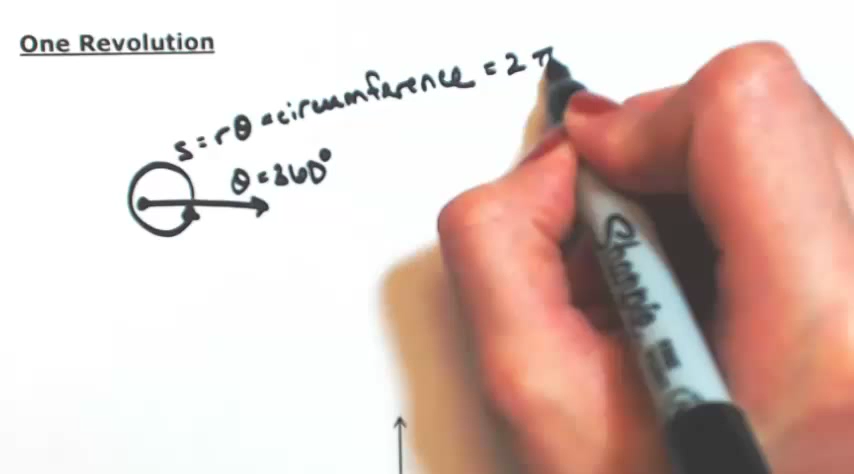 One Revolution
s = rθ = circumference = 2π
θ = 360°
Sharpie